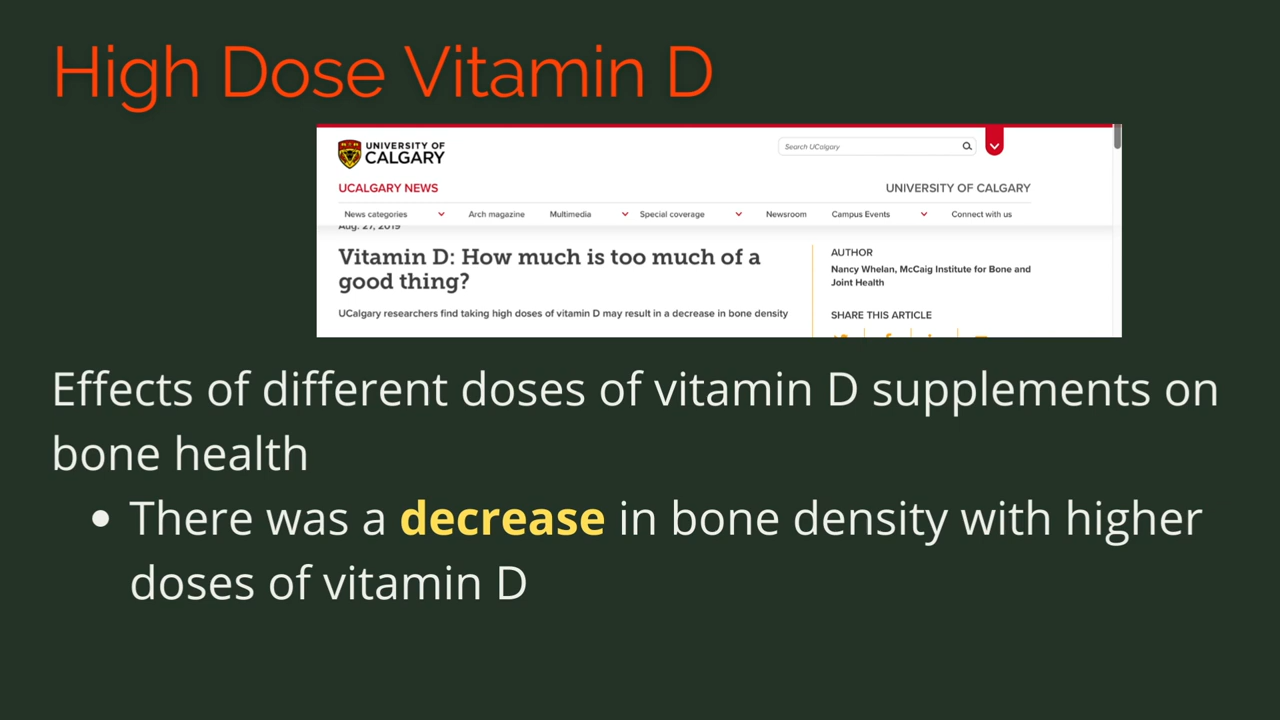 High Dose Vitamin D
UNIVERSITY OF
CALGARY
Search UCalgary
UCALGARY NEWS
UNIVERSITY OF CALGARY
News categories Arch magazine Multimedia Special coverage Newsroom Campus Events Connect with us
Aug. 27, 2019
Vitamin D: How much is too much of a
good thing?
UCalgary researchers find taking high doses of vitamin D may result in a decrease in bone density
AUTHOR
Nancy Whelan, McCaig Institute for Bone and
Joint Health
SHARE THIS ARTICLE
Effects of different doses of vitamin D supplements on
bone health
• There was a decrease in bone density with higher
doses of vitamin D